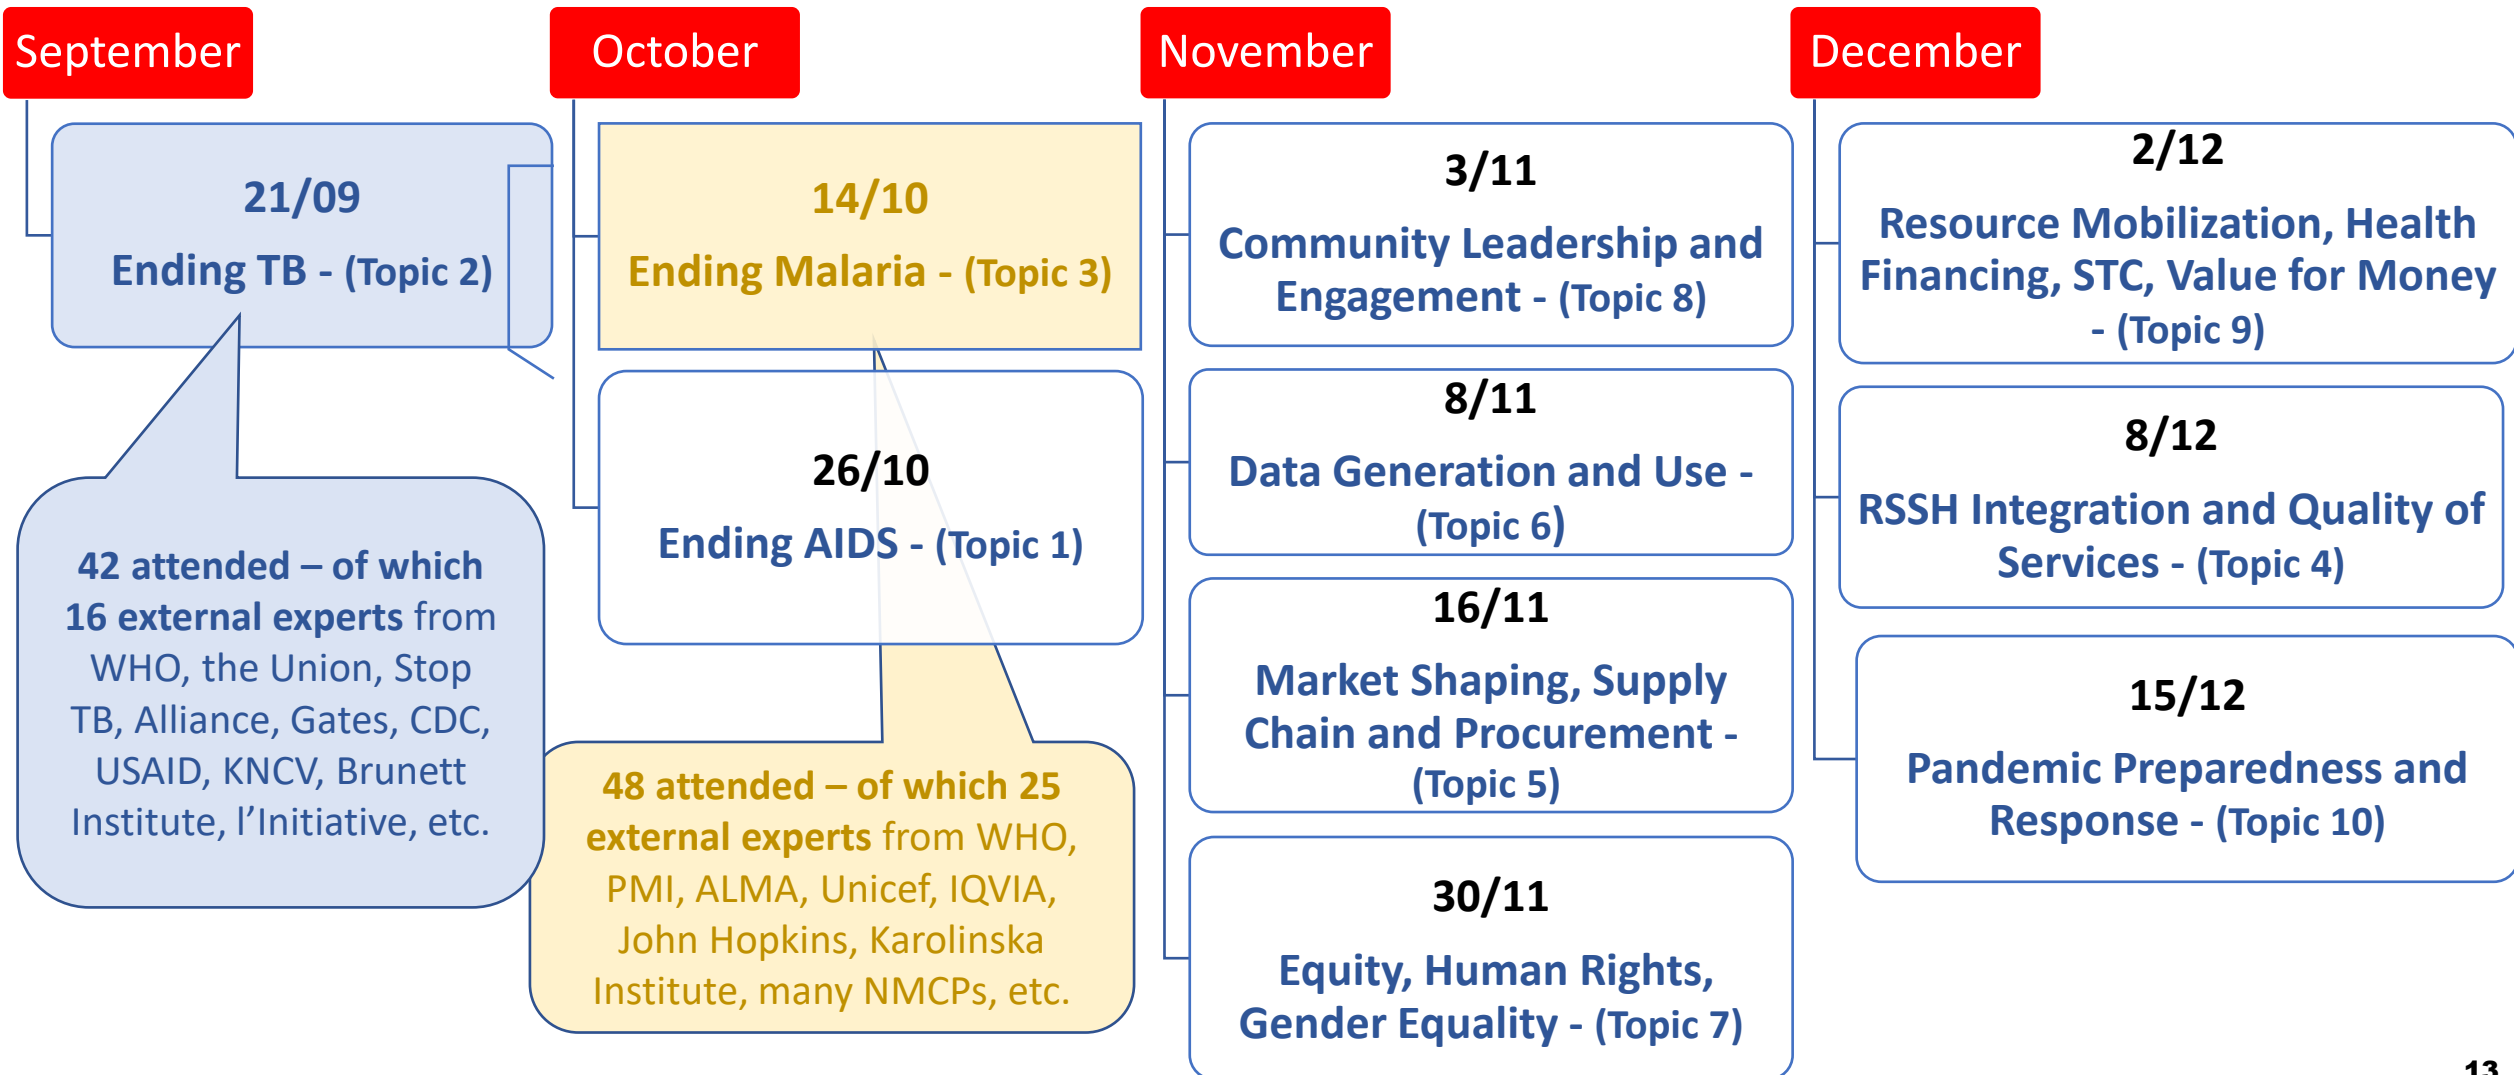 September
21/09
Ending TB - (Topic 2)
42 attended – of which
16 external experts from
WHO, the Union, Stop
TB, Alliance, Gates, CDC,
USAID, KNCV, Brunett
Institute, l’Initiative, etc.
October
14/10
Ending Malaria - (Topic 3)
26/10
Ending AIDS - (Topic 1)
48 attended – of which 25
external experts from WHO,
PMI, ALMA, Unicef, IQVIA,
John Hopkins, Karolinska
Institute, many NMCPs, etc.
November
3/11
Community Leadership and
Engagement - (Topic 8)
8/11
Data Generation and Use -
(Topic 6)
16/11
Market Shaping, Supply
Chain and Procurement -
(Topic 5)
30/11
Equity, Human Rights,
Gender Equality - (Topic 7)
December
2/12
Resource Mobilization, Health
Financing, STC, Value for Money
- (Topic 9)
8/12
RSSH Integration and Quality of
Services - (Topic 4)
15/12
Pandemic Preparedness and
Response - (Topic 10)
13